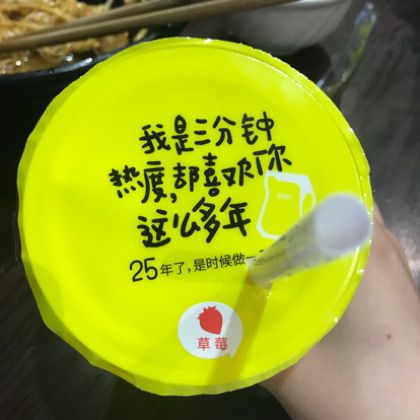 我是三分钟
热度,都喜欢你
这么多年
25年了,是时候做一
草莓